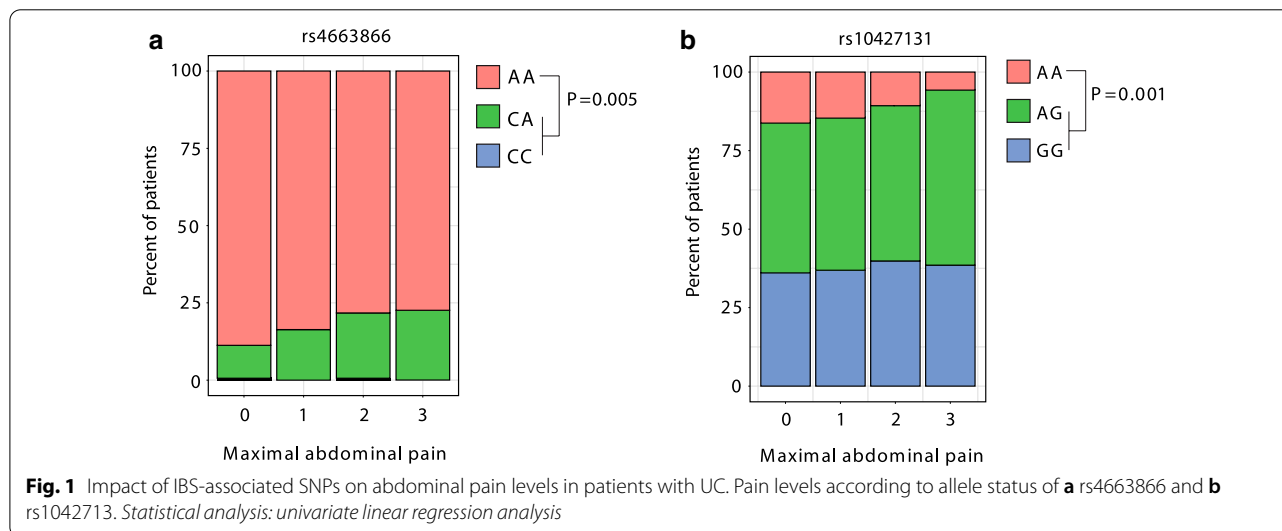 a
rs4663866
100
75
50
25
0
Percent of patients
0 1 2 3
Maximal abdominal pain
AA
CA
CC
P=0.005
b
rs10427131
100
75
50
25
0
Percent of patients
0 1 2 3
Maximal abdominal pain
AA
AG
GG
P=0.001
Fig. 1 Impact of IBS-associated SNPs on abdominal pain levels in patients with UC. Pain levels according to allele status of a rs4663866 and b
rs1042713. Statistical analysis: univariate linear regression analysis